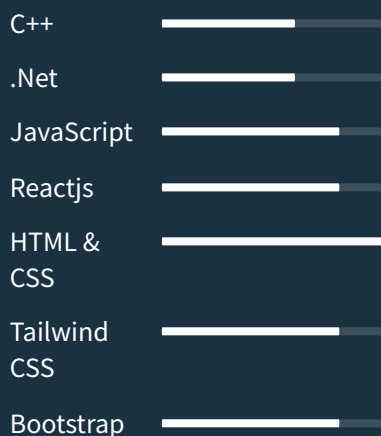 C++
.Net
JavaScript
Reactjs
HTML &
CSS
Tailwind
CSS
Bootstrap